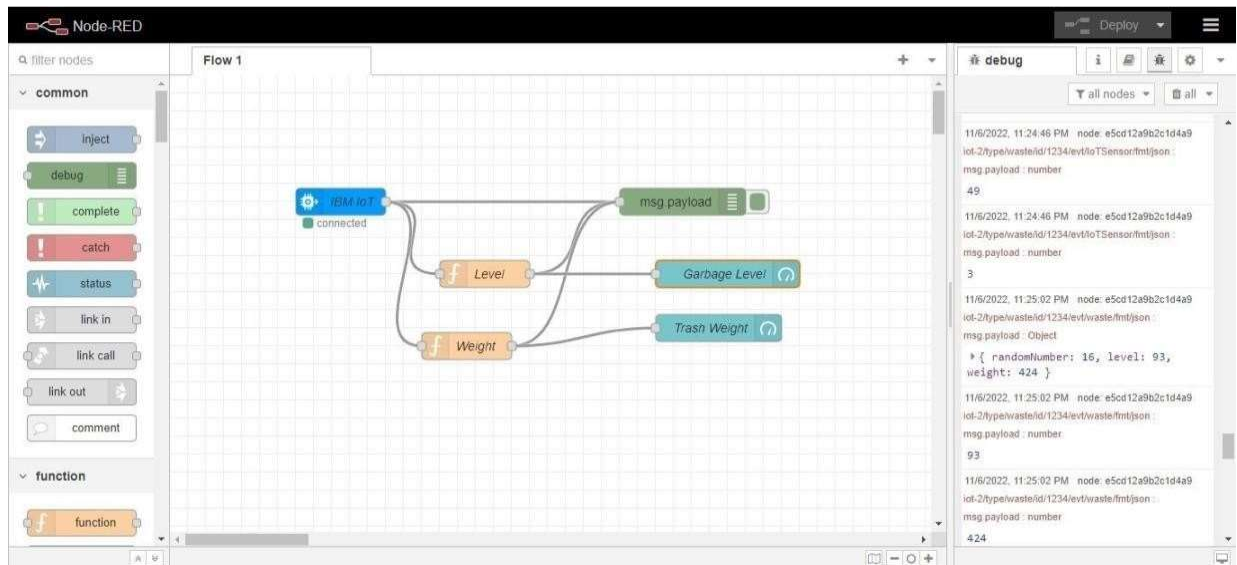 Node-RED
Deploy
filter nodes
Flow 1
debug
i
all nodes
all
common
inject
debug
complete
catch
status
link in
link call
link out
comment
function
function
IBM IoT
connected
msg.payload
Level
Garbage Level
Weight
Trash Weight
11/6/2022, 11:24:46 PM node: e5cd12a9b2c1d4a9
iot-2/type/waste/id/1234/evt/IoTSensor/fmt/json :
msg.payload : number
49
11/6/2022, 11:24:46 PM node: e5cd12a9b2c1d4a9
iot-2/type/waste/id/1234/evt/IoTSensor/fmt/json :
msg.payload : number
3
11/6/2022, 11:25:02 PM node: e5cd12a9b2c1d4a9
iot-2/type/waste/id/1234/evt/waste/fmt/json :
msg.payload : Object
{ randomNumber: 16, level: 93,
weight: 424 }
11/6/2022, 11:25:02 PM node: e5cd12a9b2c1d4a9
iot-2/type/waste/id/1234/evt/waste/fmt/json :
msg.payload : number
93
11/6/2022, 11:25:02 PM node: e5cd12a9b2c1d4a9
iot-2/type/waste/id/1234/evt/waste/fmt/json :
msg.payload : number
424